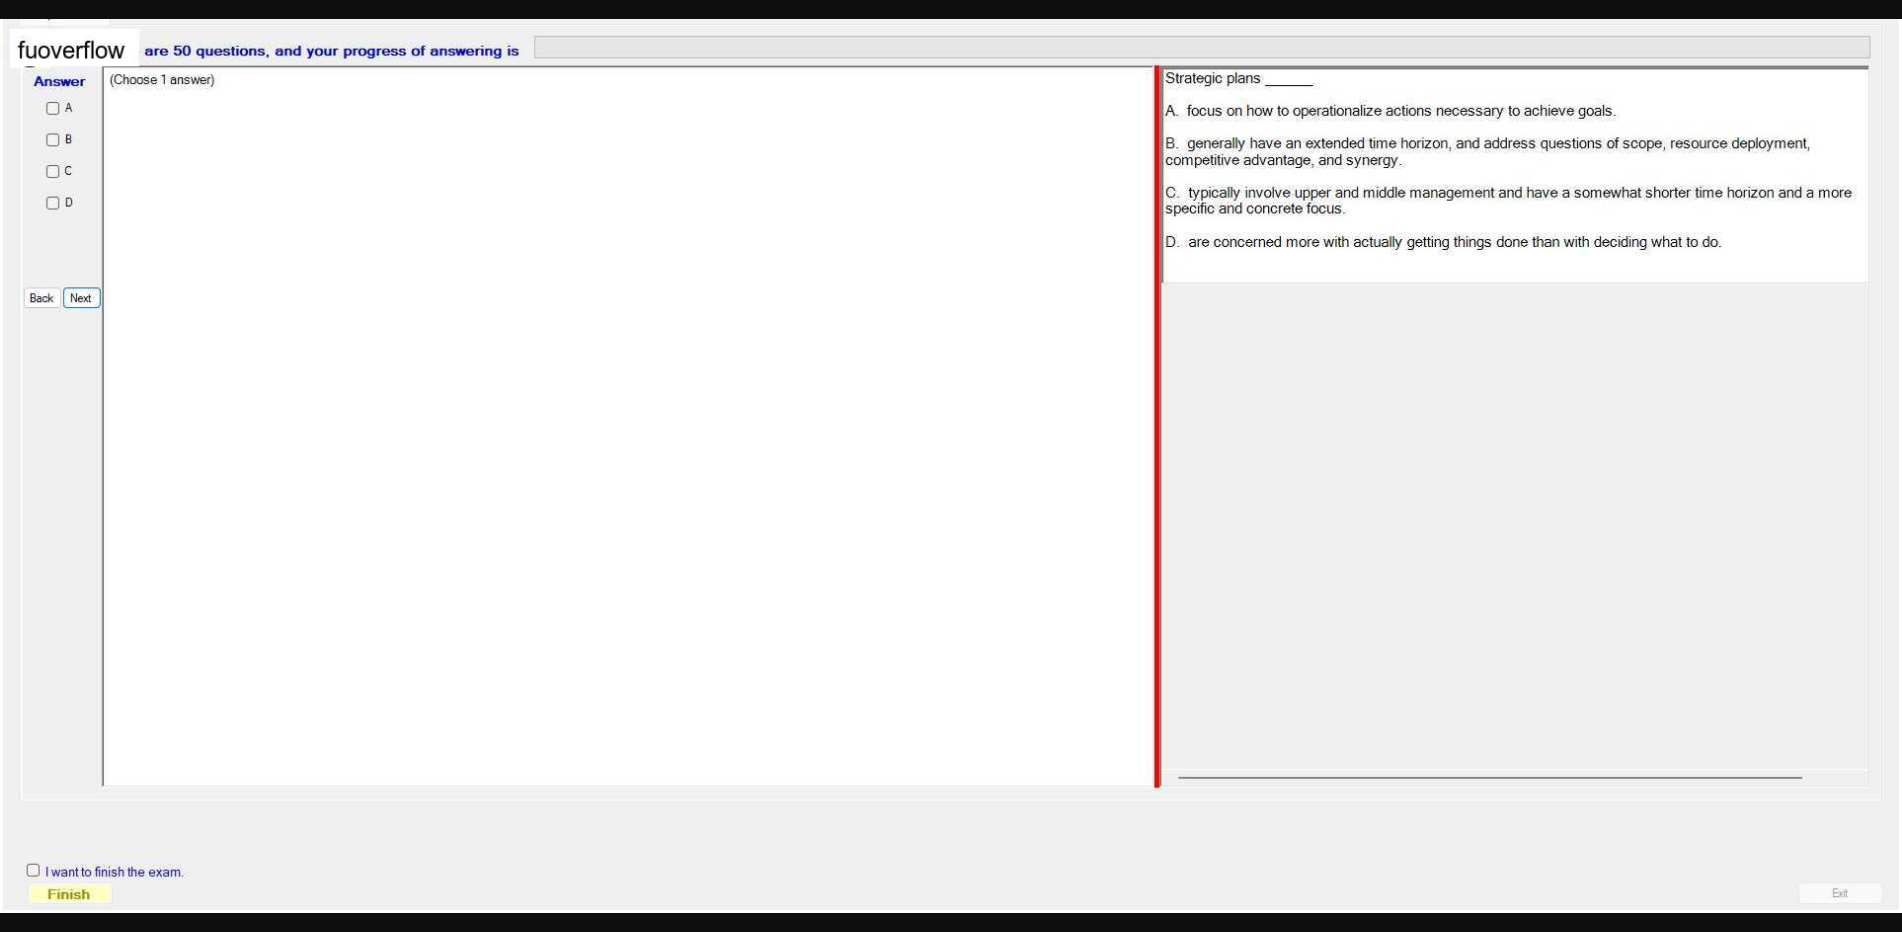 fuoverflow are 50 questions, and your progress of answering is
Answer
(Choose 1 answer)
A
B
C
D
Back Next
Strategic plans ______
A. focus on how to operationalize actions necessary to achieve goals.
B. generally have an extended time horizon, and address questions of scope, resource deployment,
competitive advantage, and synergy.
C. typically involve upper and middle management and have a somewhat shorter time horizon and a more
specific and concrete focus.
D. are concerned more with actually getting things done than with deciding what to do.
I want to finish the exam.
Finish
Exit